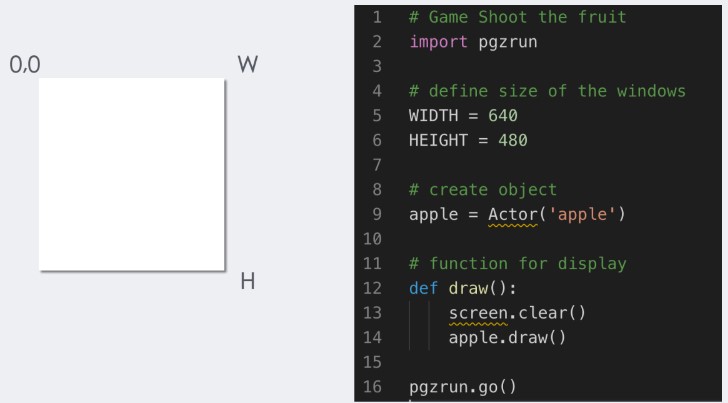 0,0
W
H
1 # Game Shoot the fruit
2 import pgzrun
3
4 # define size of the windows
5 WIDTH = 640
6 HEIGHT = 480
7
8 # create object
9 apple = Actor('apple')
10
11 # function for display
12 def draw():
13     screen.clear()
14     apple.draw()
15
16 pgzrun.go()